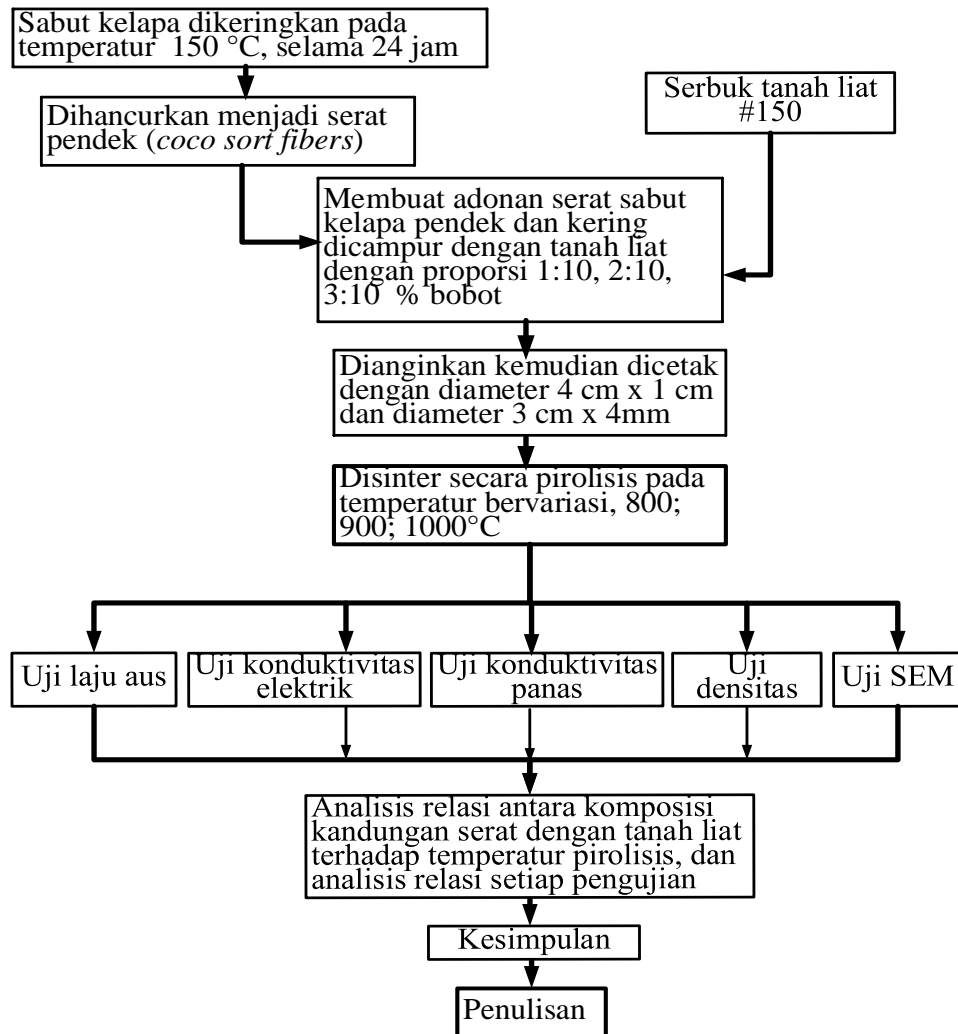 Sabut kelapa dikeringkan pada
temperatur 150 °C, selama 24 jam
Dihancurkan menjadi serat
pendek (coco sort fibers)
Serbuk tanah liat
#150
Membuat adonan serat sabut
kelapa pendek dan kering
dicampur dengan tanah liat
dengan proporsi 1:10, 2:10,
3:10 % bobot
Dianginkan kemudian dicetak
dengan diameter 4 cm x 1 cm
dan diameter 3 cm x 4mm
Disinter secara pirolisis pada
temperatur bervariasi, 800;
900; 1000°C
Uji laju aus
Uji konduktivitas
elektrik
Uji konduktivitas
panas
Uji
densitas
Uji SEM
Analisis relasi antara komposisi
kandungan serat dengan tanah liat
terhadap temperatur pirolisis, dan
analisis relasi setiap pengujian
Kesimpulan
Penulisan